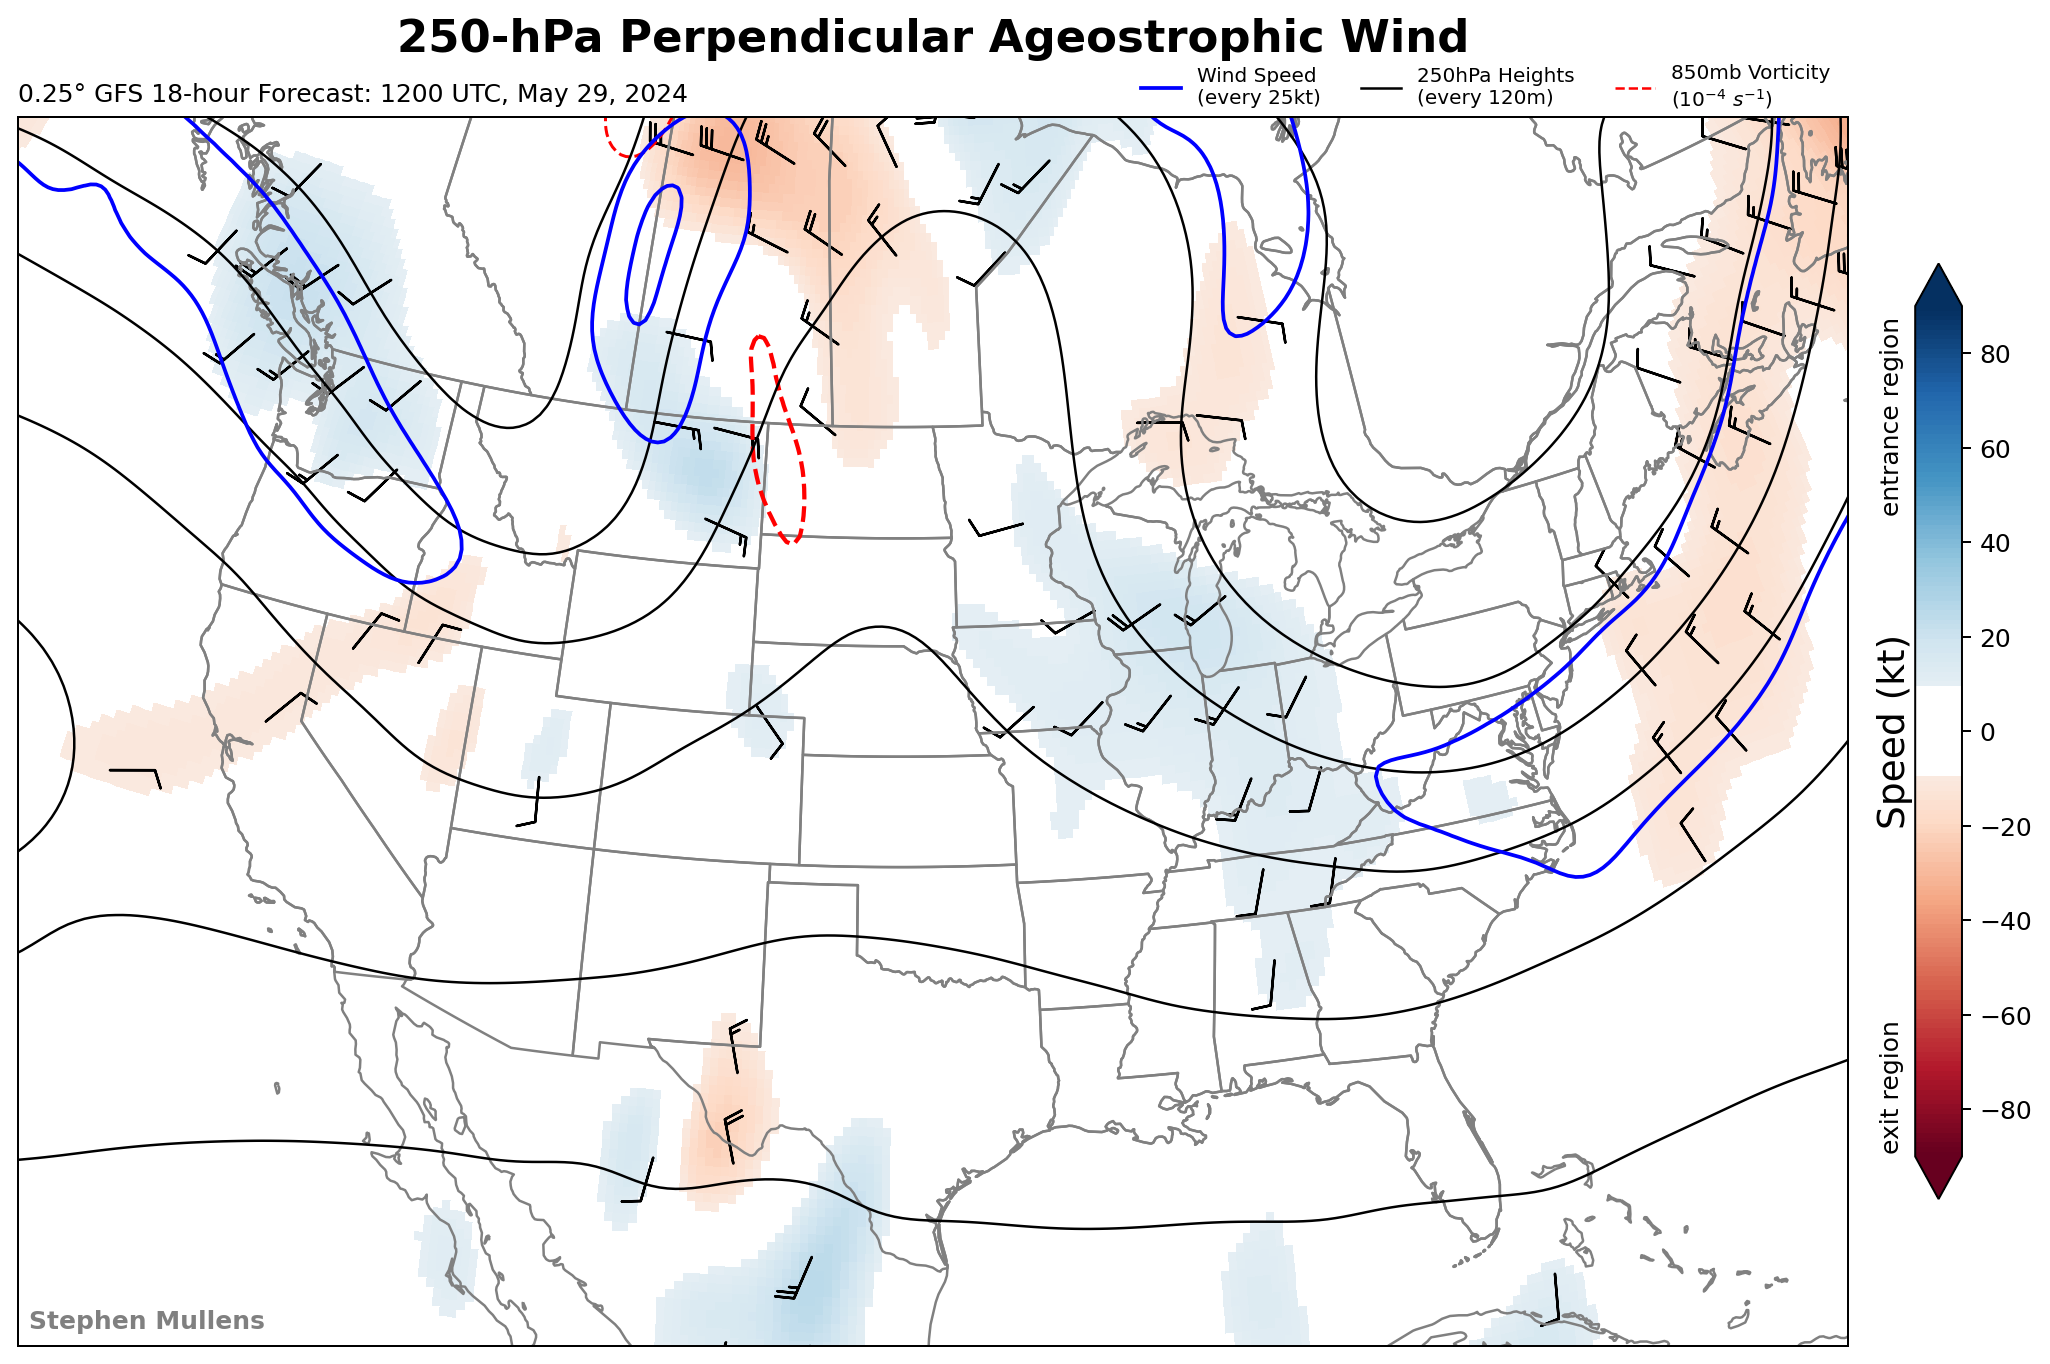 250-hPa Perpendicular Ageostrophic Wind
0.25° GFS 18-hour Forecast: 1200 UTC, May 29, 2024
Wind Speed
(every 25kt)
250hPa Heights
(every 120m)
850mb Vorticity
(10⁻⁴ s⁻¹)
entrance region
exit region
Speed (kt)
80
60
40
20
0
−20
−40
−60
−80
Stephen Mullens